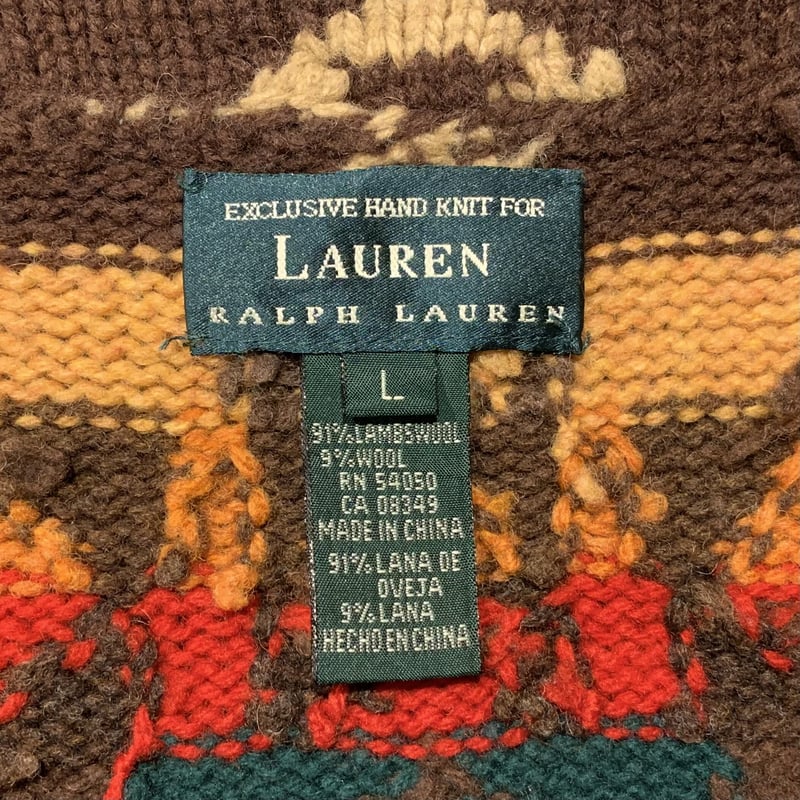 EXCLUSIVE HAND KNIT FOR
LAUREN
RALPH LAUREN
L
91% LAMBSWOOL
9% WOOL
RN 54050
CA 08349
MADE IN CHINA
91% LANA DE
OVEJA
9% LANA
HECHO EN CHINA